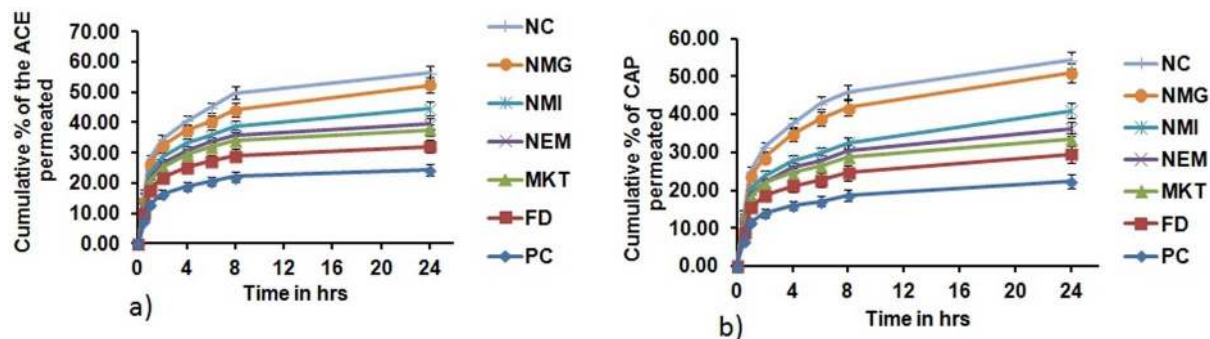 Cumulative % of the ACE
permeated
70.00
60.00
50.00
40.00
30.00
20.00
10.00
0.00
0 4 8 12 16 20 24
Time in hrs
NC
NMG
NMI
NEM
MKT
FD
PC
a)
Cumulative % of CAP
permeated
60.00
50.00
40.00
30.00
20.00
10.00
0.00
0 4 8 12 16 20 24
Time in hrs
NC
NMG
NMI
NEM
MKT
FD
PC
b)